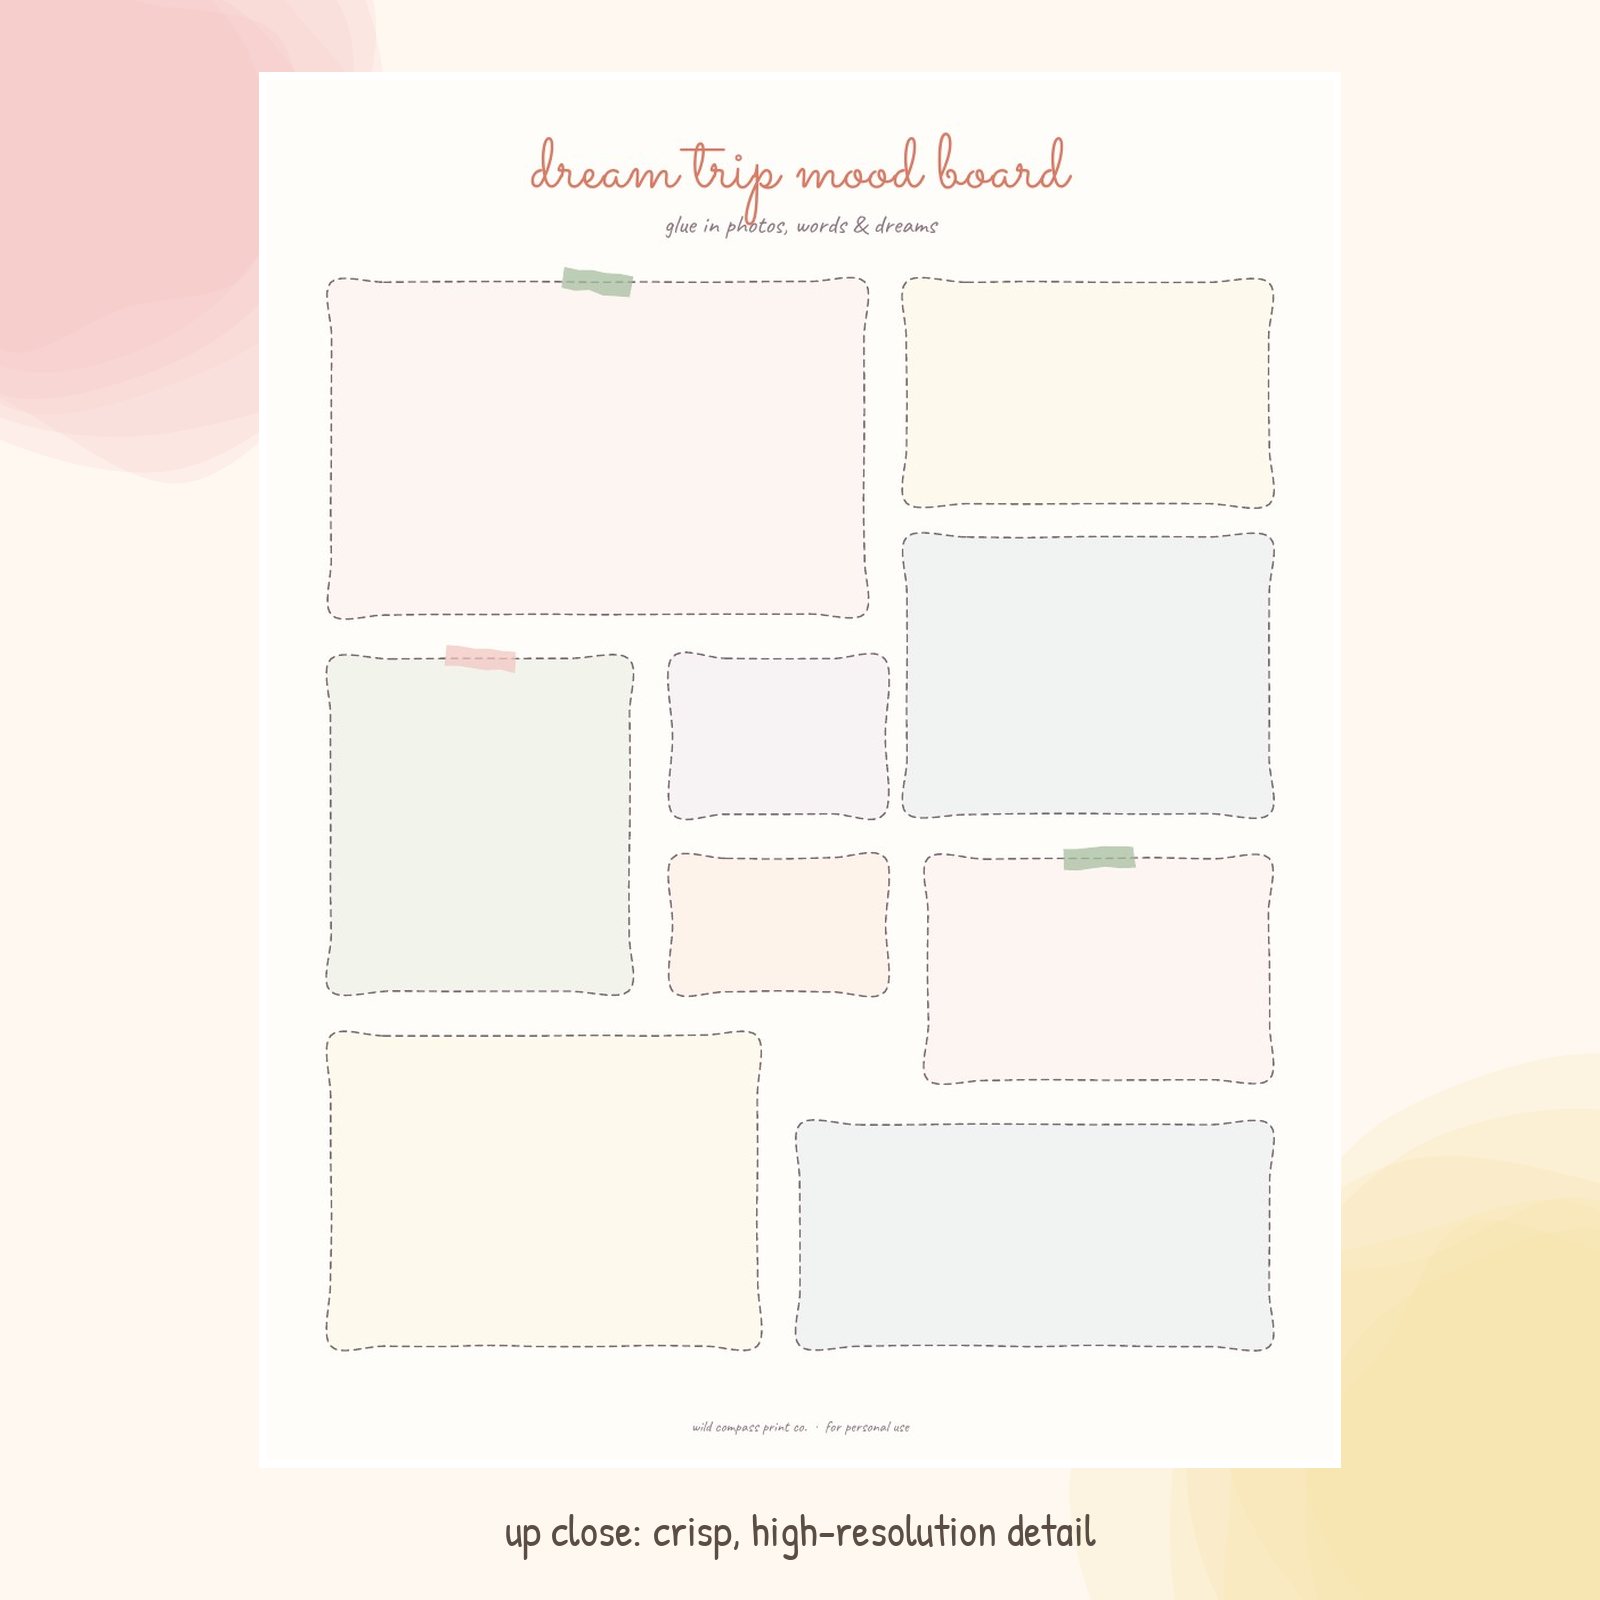 dream trip mood board
glue in photos, words & dreams
wild compass print co. · for personal use
up close: crisp, high-resolution detail